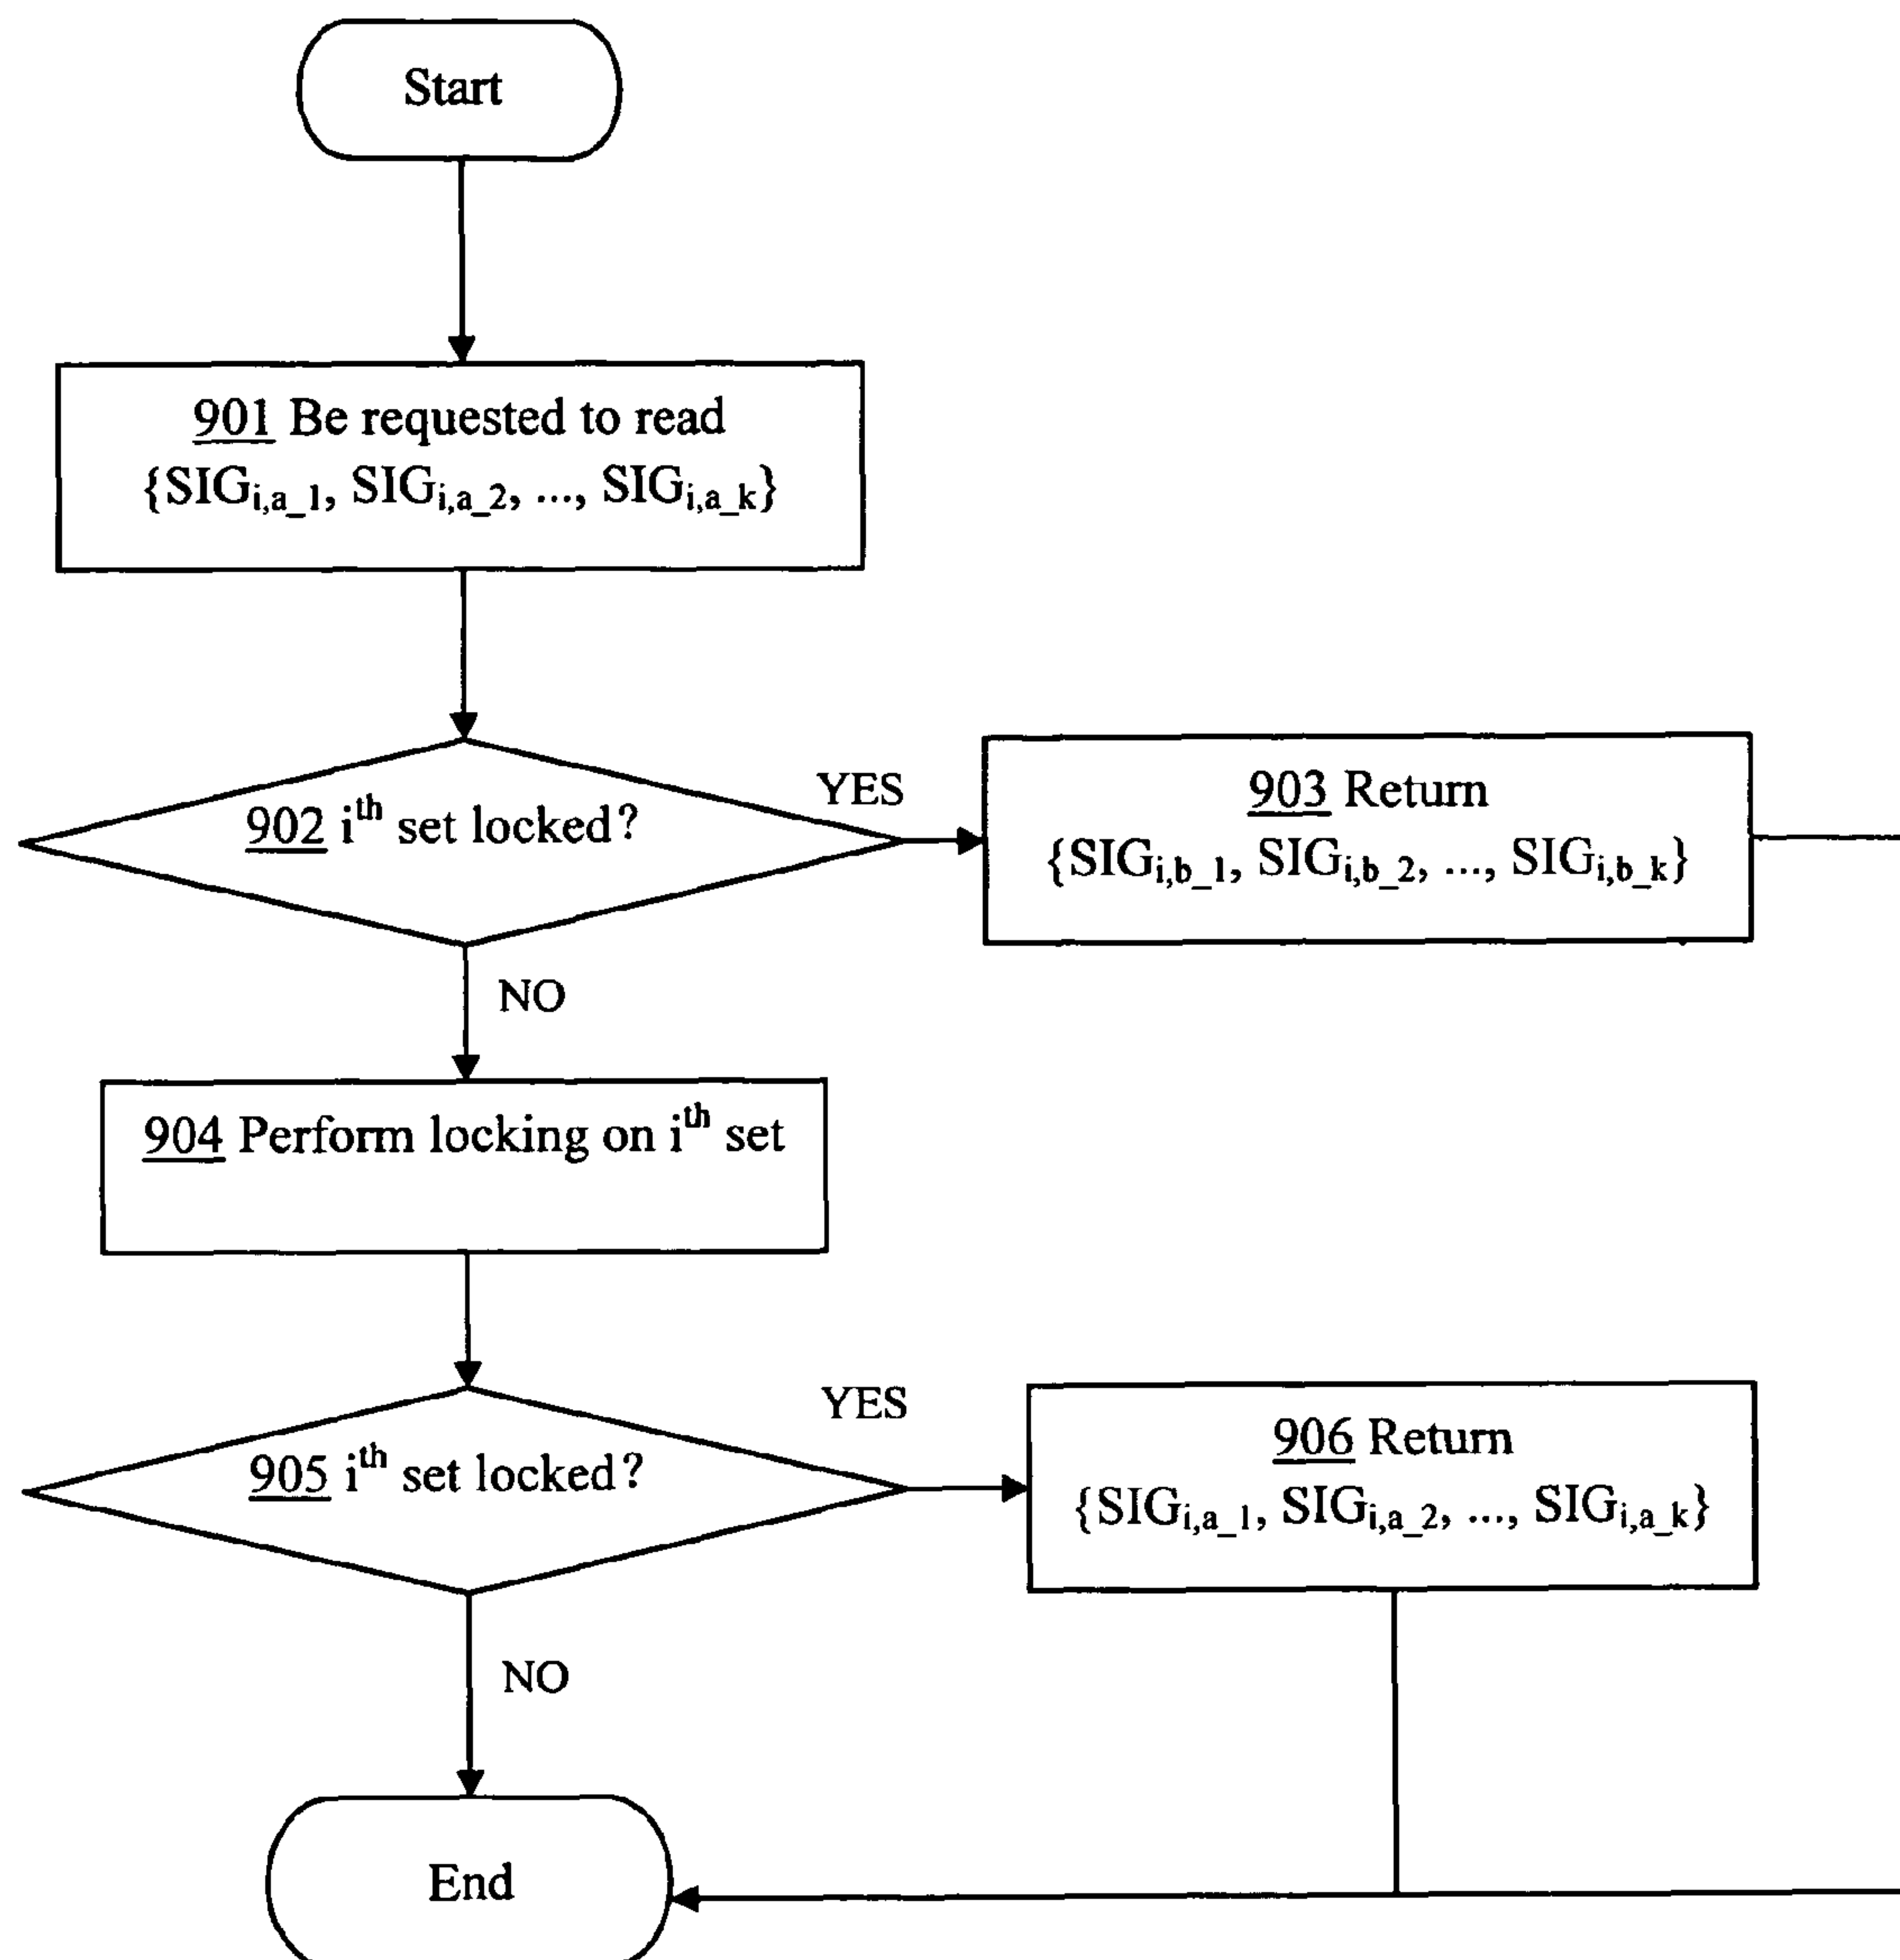 Start
901 Be requested to read
{SIGi,a_1, SIGi,a_2, ..., SIGi,a_k}
902 ith set locked?
YES
903 Return
{SIGi,b_1, SIGi,b_2, ..., SIGi,b_k}
NO
904 Perform locking on ith set
905 ith set locked?
YES
906 Return
{SIGi,a_1, SIGi,a_2, ..., SIGi,a_k}
NO
End